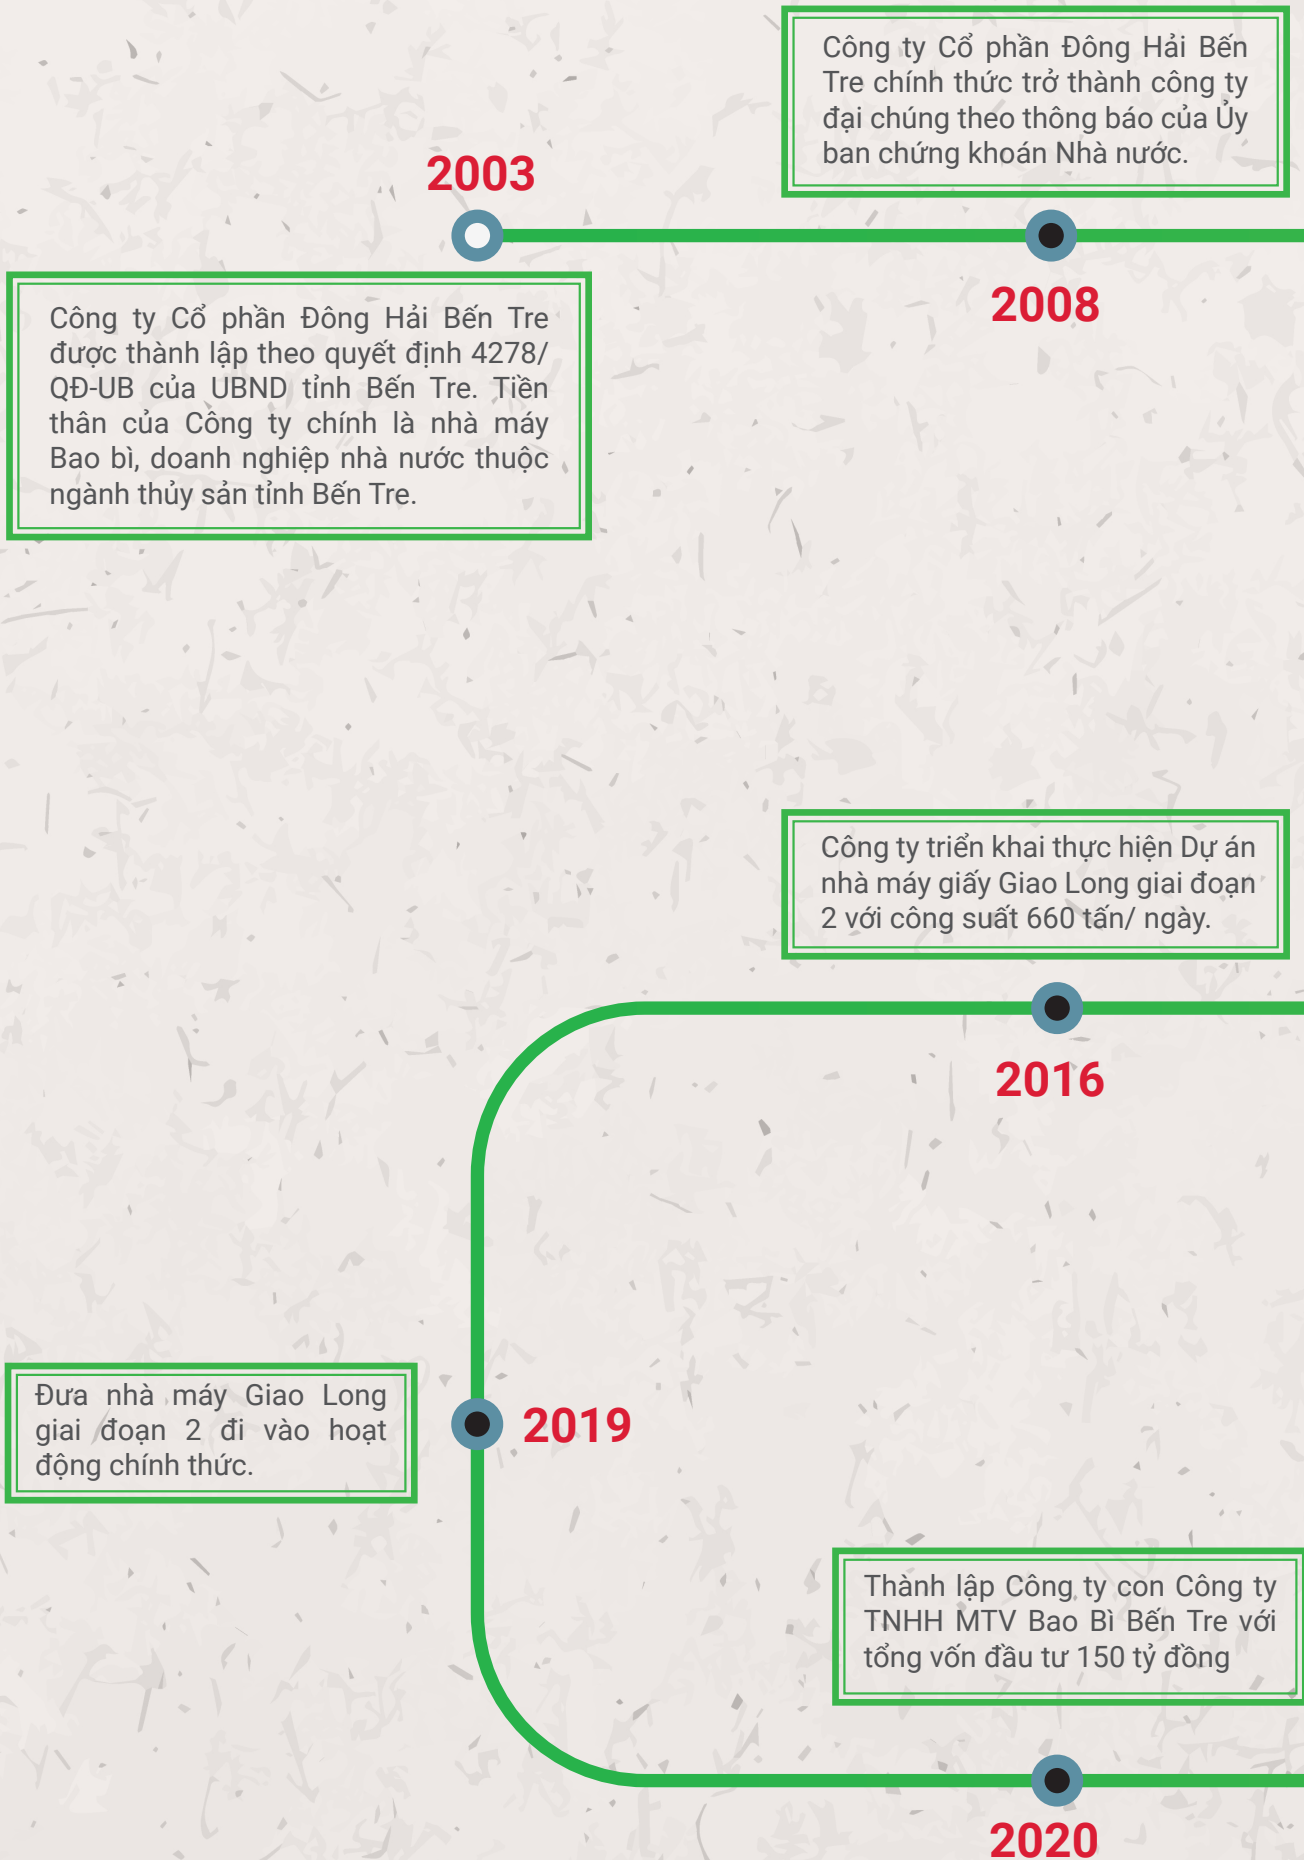 2003
Công ty Cổ phần Đông Hải Bến Tre
được thành lập theo quyết định 4278/
QĐ-UB của UBND tỉnh Bến Tre. Tiền
thân của Công ty chính là nhà máy
Bao bì, doanh nghiệp nhà nước thuộc
ngành thủy sản tỉnh Bến Tre.
Công ty Cổ phần Đông Hải Bến
Tre chính thức trở thành công ty
đại chúng theo thông báo của Ủy
ban chứng khoán Nhà nước.
2008
Công ty triển khai thực hiện Dự án
nhà máy giấy Giao Long giai đoạn
2 với công suất 660 tấn/ ngày.
2016
Đưa nhà máy Giao Long
giai đoạn 2 đi vào hoạt
động chính thức.
2019
Thành lập Công ty con Công ty
TNHH MTV Bao Bì Bến Tre với
tổng vốn đầu tư 150 tỷ đồng
2020